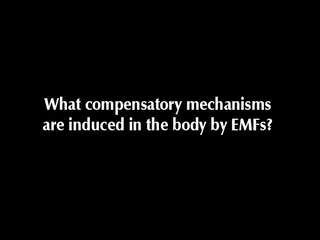 What compensatory mechanisms
are induced in the body by EMFs?